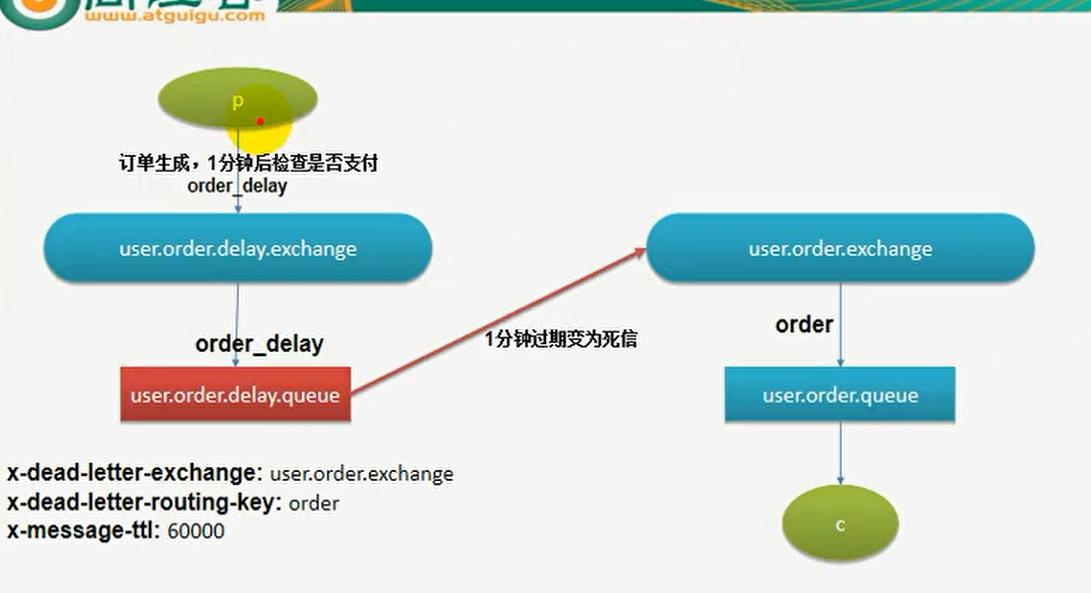 www.atguigu.com
p
订单生成，1分钟后检查是否支付
order_delay
user.order.delay.exchange
user.order.exchange
order
1分钟过期变为死信
order_delay
user.order.delay.queue
user.order.queue
x-dead-letter-exchange: user.order.exchange
x-dead-letter-routing-key: order
x-message-ttl: 60000
c